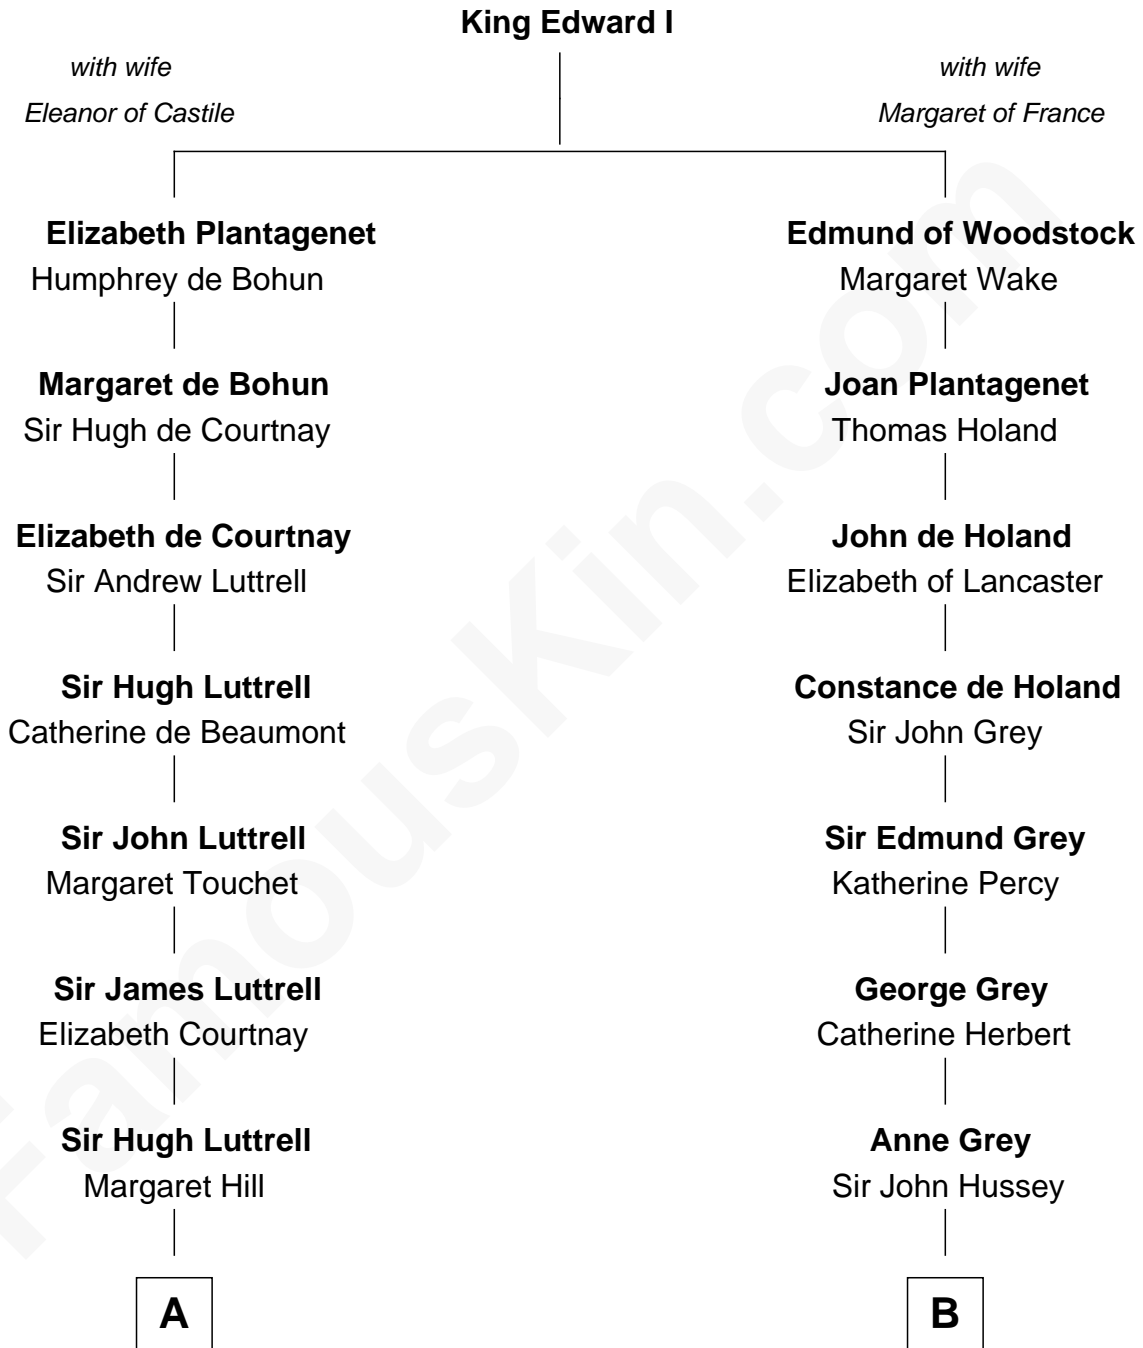 King Edward I
with wife
Eleanor of Castile
with wife
Margaret of France
Elizabeth Plantagenet
Humphrey de Bohun
Edmund of Woodstock
Margaret Wake
Margaret de Bohun
Sir Hugh de Courtnay
Joan Plantagenet
Thomas Holand
Elizabeth de Courtnay
Sir Andrew Luttrell
John de Holand
Elizabeth of Lancaster
Sir Hugh Luttrell
Catherine de Beaumont
Constance de Holand
Sir John Grey
Sir John Luttrell
Margaret Touchet
Sir Edmund Grey
Katherine Percy
Sir James Luttrell
Elizabeth Courtnay
George Grey
Catherine Herbert
Sir Hugh Luttrell
Margaret Hill
Anne Grey
Sir John Hussey
A
B
FamousKin.com